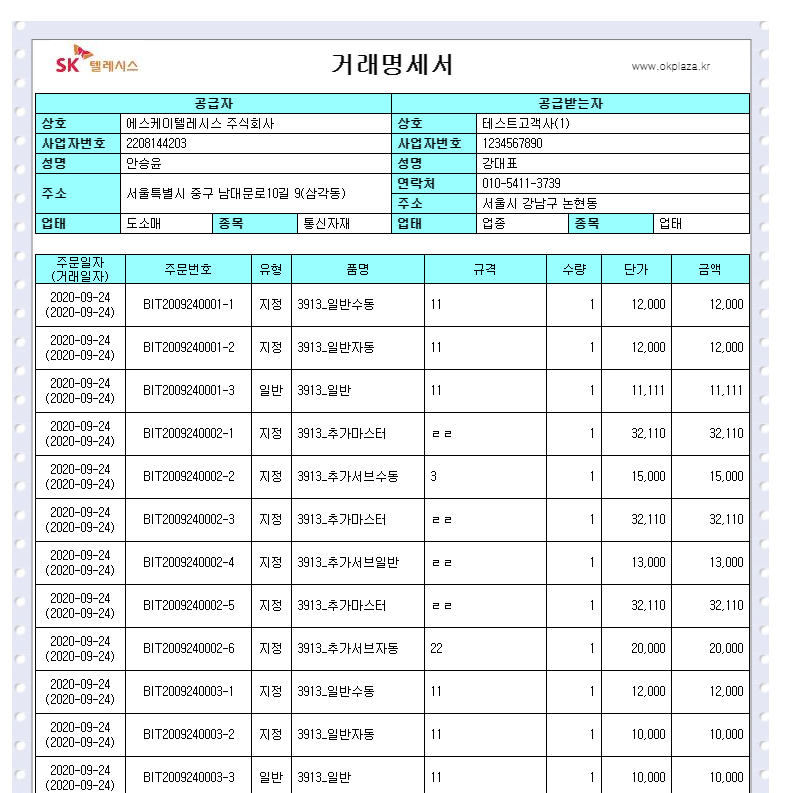 SK 텔레시스
거래명세서
www.okplaza.kr
공급자 공급받는자
상호 에스케이텔레시스 주식회사 상호 테스트고객사(1)
사업자번호 2208144203 사업자번호 1234567890
성명 안승윤 성명 강대표
주소 서울특별시 중구 남대문로10길 9(삼각동) 연락처 010-5411-3739
주소 서울시 강남구 논현동
업태 도소매 종목 통신자재 업태 업종 종목 업태
주문일자
(거래일자) 주문번호 유형 품명 규격 수량 단가 금액
2020-09-24
(2020-09-24) BIT2009240001-1 지정 3913_일반수동 11 1 12,000 12,000
2020-09-24
(2020-09-24) BIT2009240001-2 지정 3913_일반자동 11 1 12,000 12,000
2020-09-24
(2020-09-24) BIT2009240001-3 일반 3913_일반 11 1 11,111 11,111
2020-09-24
(2020-09-24) BIT2009240002-1 지정 3913_추가마스터 ㄹㄹ 1 32,110 32,110
2020-09-24
(2020-09-24) BIT2009240002-2 지정 3913_추가서브수동 3 1 15,000 15,000
2020-09-24
(2020-09-24) BIT2009240002-3 지정 3913_추가마스터 ㄹㄹ 1 32,110 32,110
2020-09-24
(2020-09-24) BIT2009240002-4 지정 3913_추가서브일반 ㄹㄹ 1 13,000 13,000
2020-09-24
(2020-09-24) BIT2009240002-5 지정 3913_추가마스터 ㄹㄹ 1 32,110 32,110
2020-09-24
(2020-09-24) BIT2009240002-6 지정 3913_추가서브자동 22 1 20,000 20,000
2020-09-24
(2020-09-24) BIT2009240003-1 지정 3913_일반수동 11 1 12,000 12,000
2020-09-24
(2020-09-24) BIT2009240003-2 지정 3913_일반자동 11 1 10,000 10,000
2020-09-24
(2020-09-24) BIT2009240003-3 일반 3913_일반 11 1 10,000 10,000